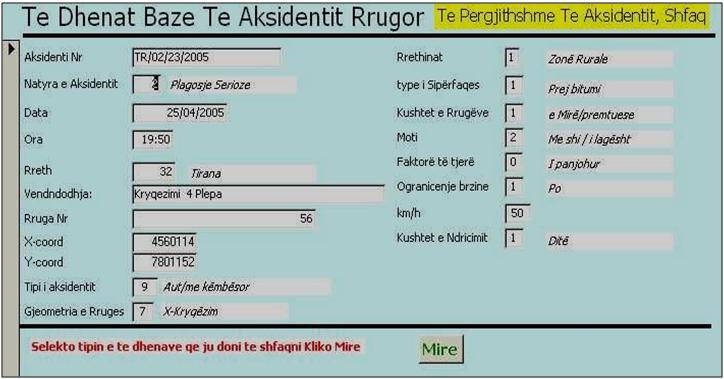 Te Dhenat Baze Te Aksidentit Rrugor
Te Pergjithshme Te Aksidentit, Shfaq
Aksidenti Nr TR/02/23/2005
Natyra e Aksidentit 2 Plagosje Serioze
Data 25/04/2005
Ora 19:50
Rreth 32 Tirana
Vendndodhja: Kryqezimi 4 Plepa
Rruga Nr 56
X-coord 4560114
Y-coord 7801152
Tipi i aksidentit 9 Aut/me këmbësor
Gjeometria e Rruges 7 X-Kryqëzim
Rrethinat 1 Zonë Rurale
type i Sipërfaqes 1 Prej bitumi
Kushtet e Rrugëve 1 e Mirë/premtuese
Moti 2 Me shi / i lagësht
Faktorë të tjerë 0 I panjohur
Ogranicenje brzine 1 Po
km/h 50
Kushtet e Ndricimit 1 Ditë
Selekto tipin e te dhenave qe ju doni te shfaqni Kliko Mire
Mire